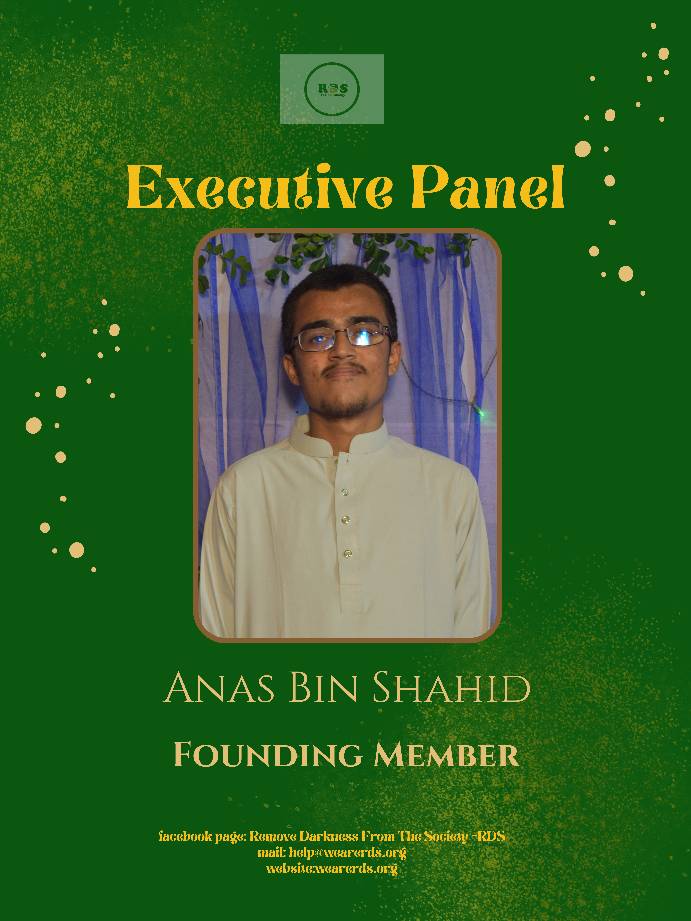 RDS
Executive Panel
Anas Bin Shahid
Founding Member
facebook page: Remove Darkness From The Society -RDS
mail: help@wearerds.org
website:wearerds.org